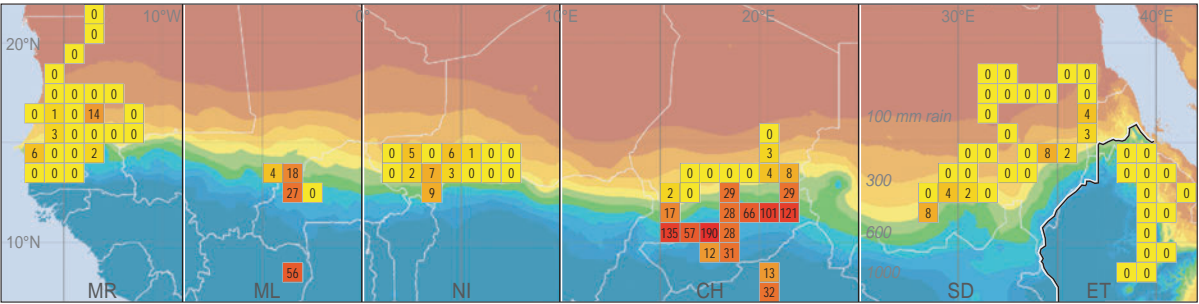 0 10°W 0° 10°E 30°E 40°E
0
20°N
0
0 0 0 0 0
0 0 0 0 0 0 0 0 0
0 1 0 14 0 100 mm rain 0 4
3 0 0 0 0 0 0 3
6 0 0 2 0 5 0 6 1 0 0 3 0 0 0 8 2 0 0
0 0 0 4 18 0 2 7 3 0 0 0 0 0 0 0 4 8 0 0 0 0 0 0
300
27 0 9 2 0 29 29 0 4 2 0 0 0 0
17 28 66 101 121 8 0 0
135 57 190 28 600 0
10°N
12 31 0 0
56 13 1000 0 0
MR ML NI CH 32 SD ET